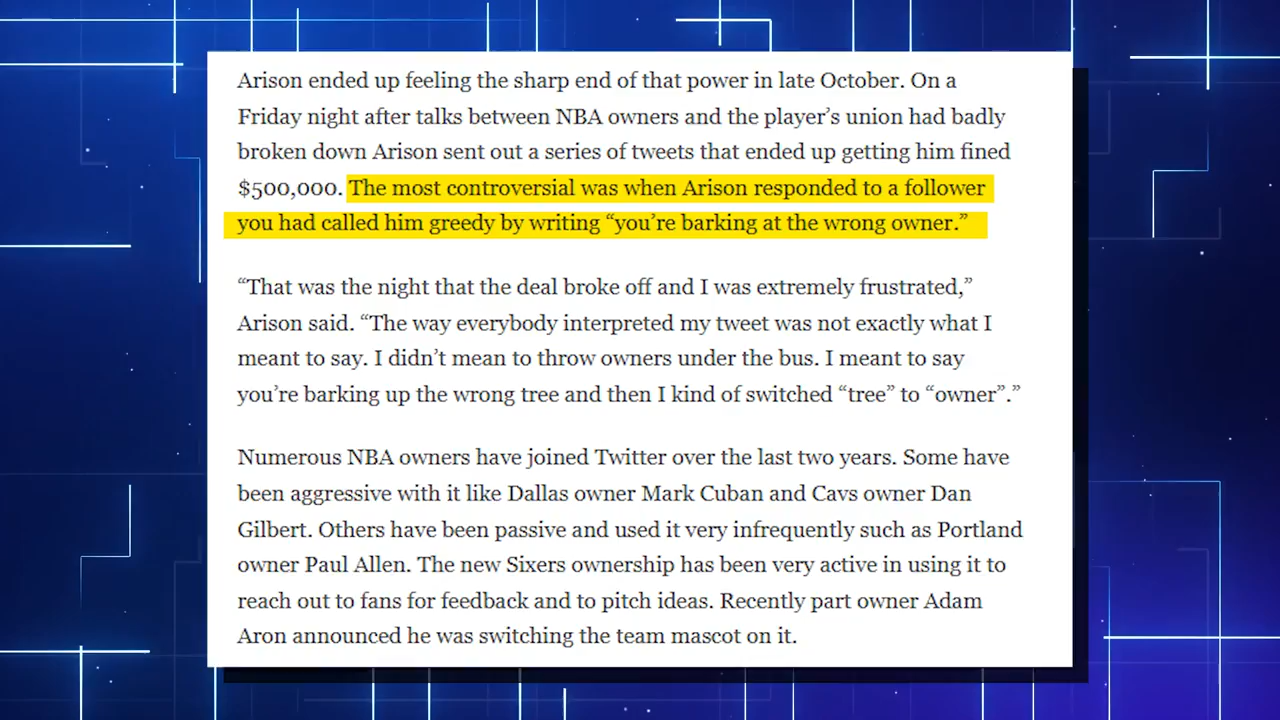 Arison ended up feeling the sharp end of that power in late October. On a
Friday night after talks between NBA owners and the player’s union had badly
broken down Arison sent out a series of tweets that ended up getting him fined
$500,000. The most controversial was when Arison responded to a follower
you had called him greedy by writing “you’re barking at the wrong owner.”
“That was the night that the deal broke off and I was extremely frustrated,”
Arison said. “The way everybody interpreted my tweet was not exactly what I
meant to say. I didn’t mean to throw owners under the bus. I meant to say
you’re barking up the wrong tree and then I kind of switched “tree” to “owner”.”
Numerous NBA owners have joined Twitter over the last two years. Some have
been aggressive with it like Dallas owner Mark Cuban and Cavs owner Dan
Gilbert. Others have been passive and used it very infrequently such as Portland
owner Paul Allen. The new Sixers ownership has been very active in using it to
reach out to fans for feedback and to pitch ideas. Recently part owner Adam
Aron announced he was switching the team mascot on it.